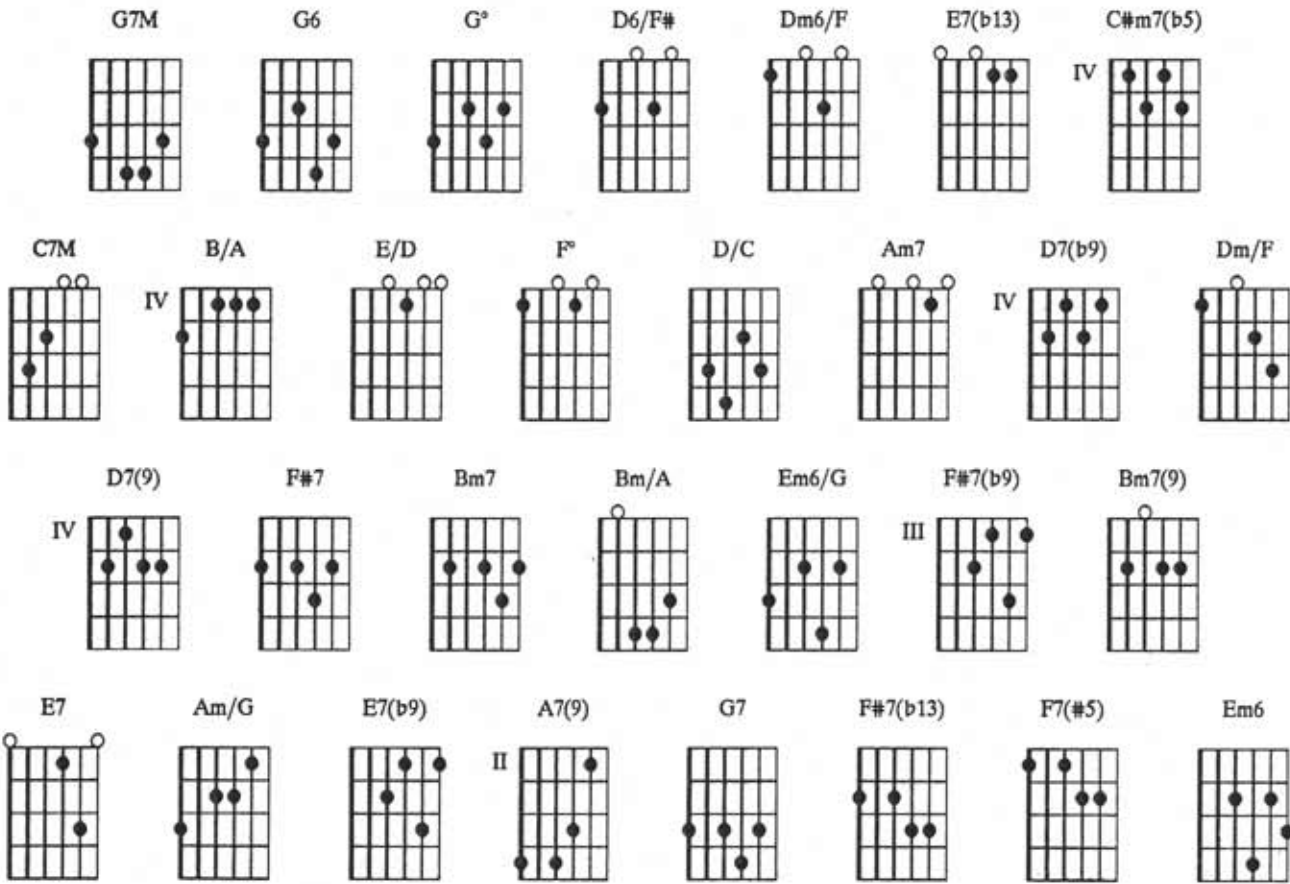 G7M G6 G° D6/F# Dm6/F E7(b13) C#m7(b5)
IV
C7M B/A E/D F° D/C Am7 D7(b9) Dm/F
IV IV
D7(9) F#7 Bm7 Bm/A Em6/G F#7(b9) Bm7(9)
IV III
E7 Am/G E7(b9) A7(9) G7 F#7(b13) F7(#5) Em6
II